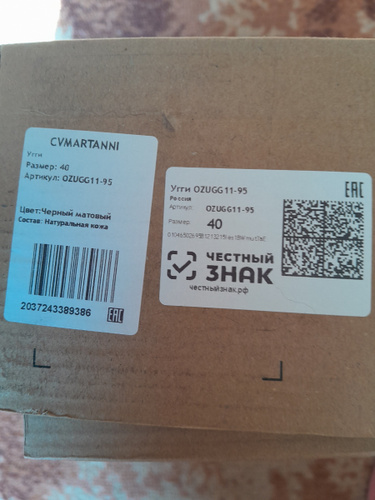 CVMARTANNI
Угги
Размер: 40
Артикул: OZUGG11-95
Цвет:Черный матовый
Состав: Натуральная кожа
2037243389386
EAC
Угги OZUGG11-95
Россия
Артикул: OZUGG11-95
Размер: 40
ЧЕСТНЫЙ
ЗНАК
честныйзнак.рф
EAC